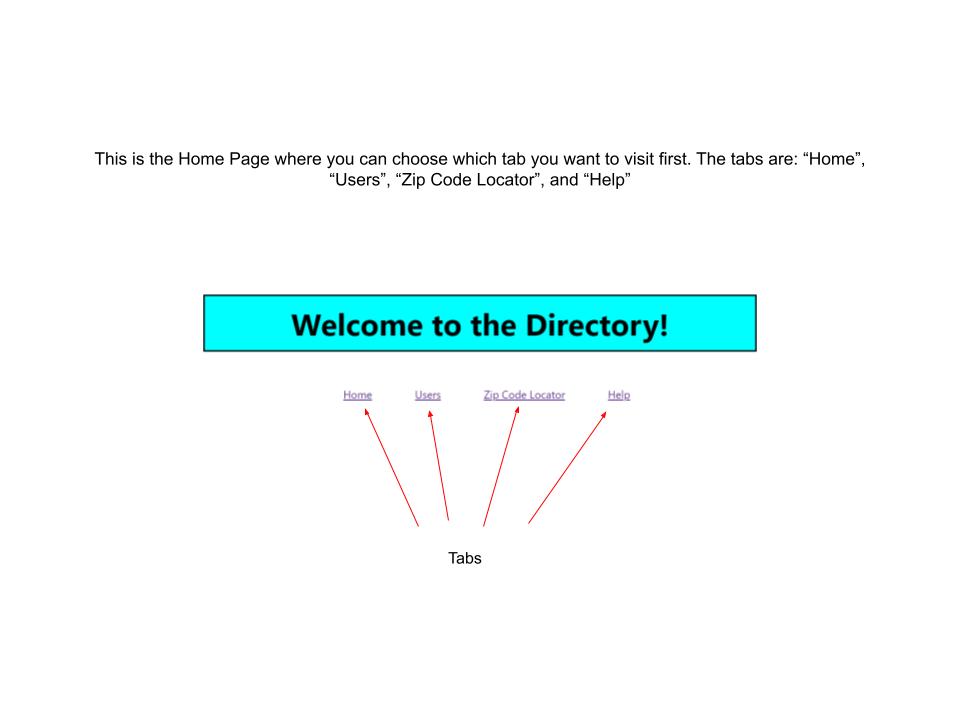 This is the Home Page where you can choose which tab you want to visit first. The tabs are: “Home”,
“Users”, “Zip Code Locator”, and “Help”
Welcome to the Directory!
Home Users Zip Code Locator Help
Tabs